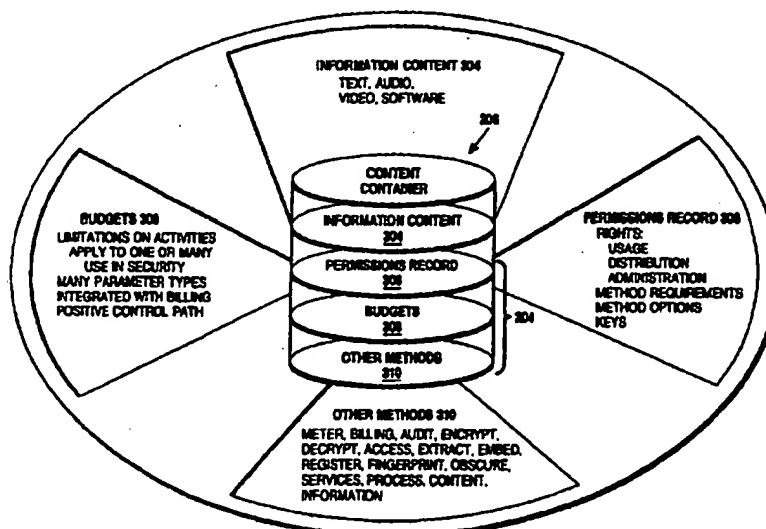 INFORMATION CONTENT 304
TEXT, AUDIO,
VIDEO, SOFTWARE
CONTENT
CONTAINER
INFORMATION CONTENT
304
PERMISSIONS RECORD
BUDGETS
OTHER METHODS
310
BUDGETS
LIMITATIONS ON ACTIVITIES
APPLY TO ONE OR MANY
USE IN SECURITY
MANY PARAMETER TYPES
INTEGRATED WITH BILLING
POSITIVE CONTROL PATH
PERMISSIONS RECORD
RIGHTS:
USAGE
DISTRIBUTION
ADMINISTRATION
METHOD REQUIREMENTS
METHOD OPTIONS
KEYS
OTHER METHODS 310
METER, BILLING, AUDIT, ENCRYPT,
DECRYPT, ACCESS, EXTRACT, EMBED,
REGISTER, FINGERPRINT, OBSCURE,
SERVICES, PROCESS, CONTENT,
INFORMATION